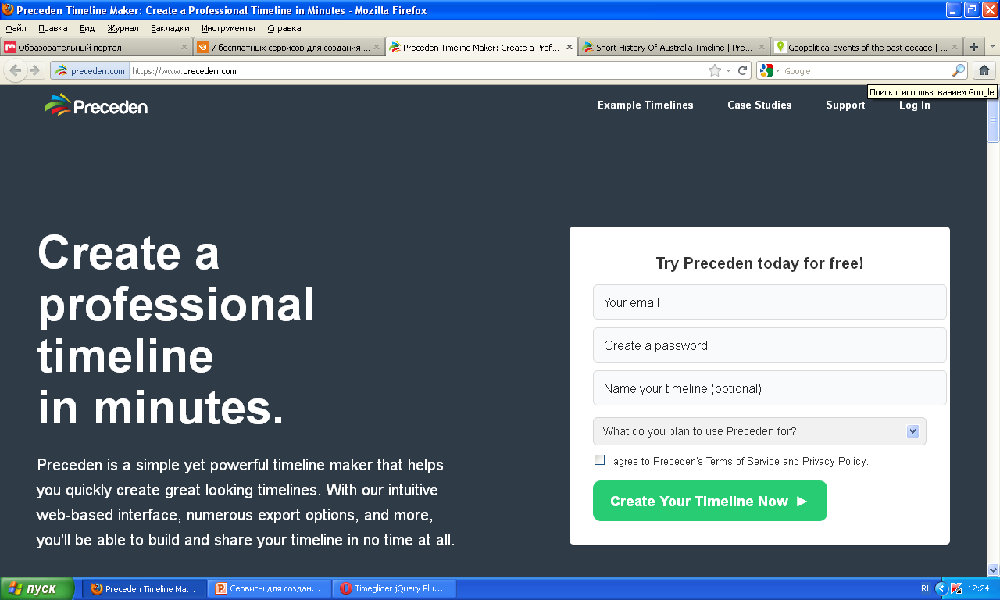 Preceden Timeline Maker: Create a Professional Timeline in Minutes - Mozilla Firefox
Файл Правка Вид Журнал Закладки Инструменты Справка
Образовательный портал
7 бесплатных сервисов для создания ...
Preceden Timeline Maker: Create a Prof...
Short History Of Australia Timeline | Pre...
Geopolitical events of the past decade | ...
preceden.com
https://www.preceden.com
Google
Поиск с использованием Google
Preceden
Example Timelines Case Studies Support Log In
Create a
professional
timeline
in minutes.
Preceden is a simple yet powerful timeline maker that helps
you quickly create great looking timelines. With our intuitive
web-based interface, numerous export options, and more,
you'll be able to build and share your timeline in no time at all.
Try Preceden today for free!
Your email
Create a password
Name your timeline (optional)
What do you plan to use Preceden for?
I agree to Preceden's Terms of Service and Privacy Policy.
Create Your Timeline Now ►
пуск
Preceden Timeline Ma...
Сервисы для создан...
Timeglider jQuery Plu...
RL
12:24